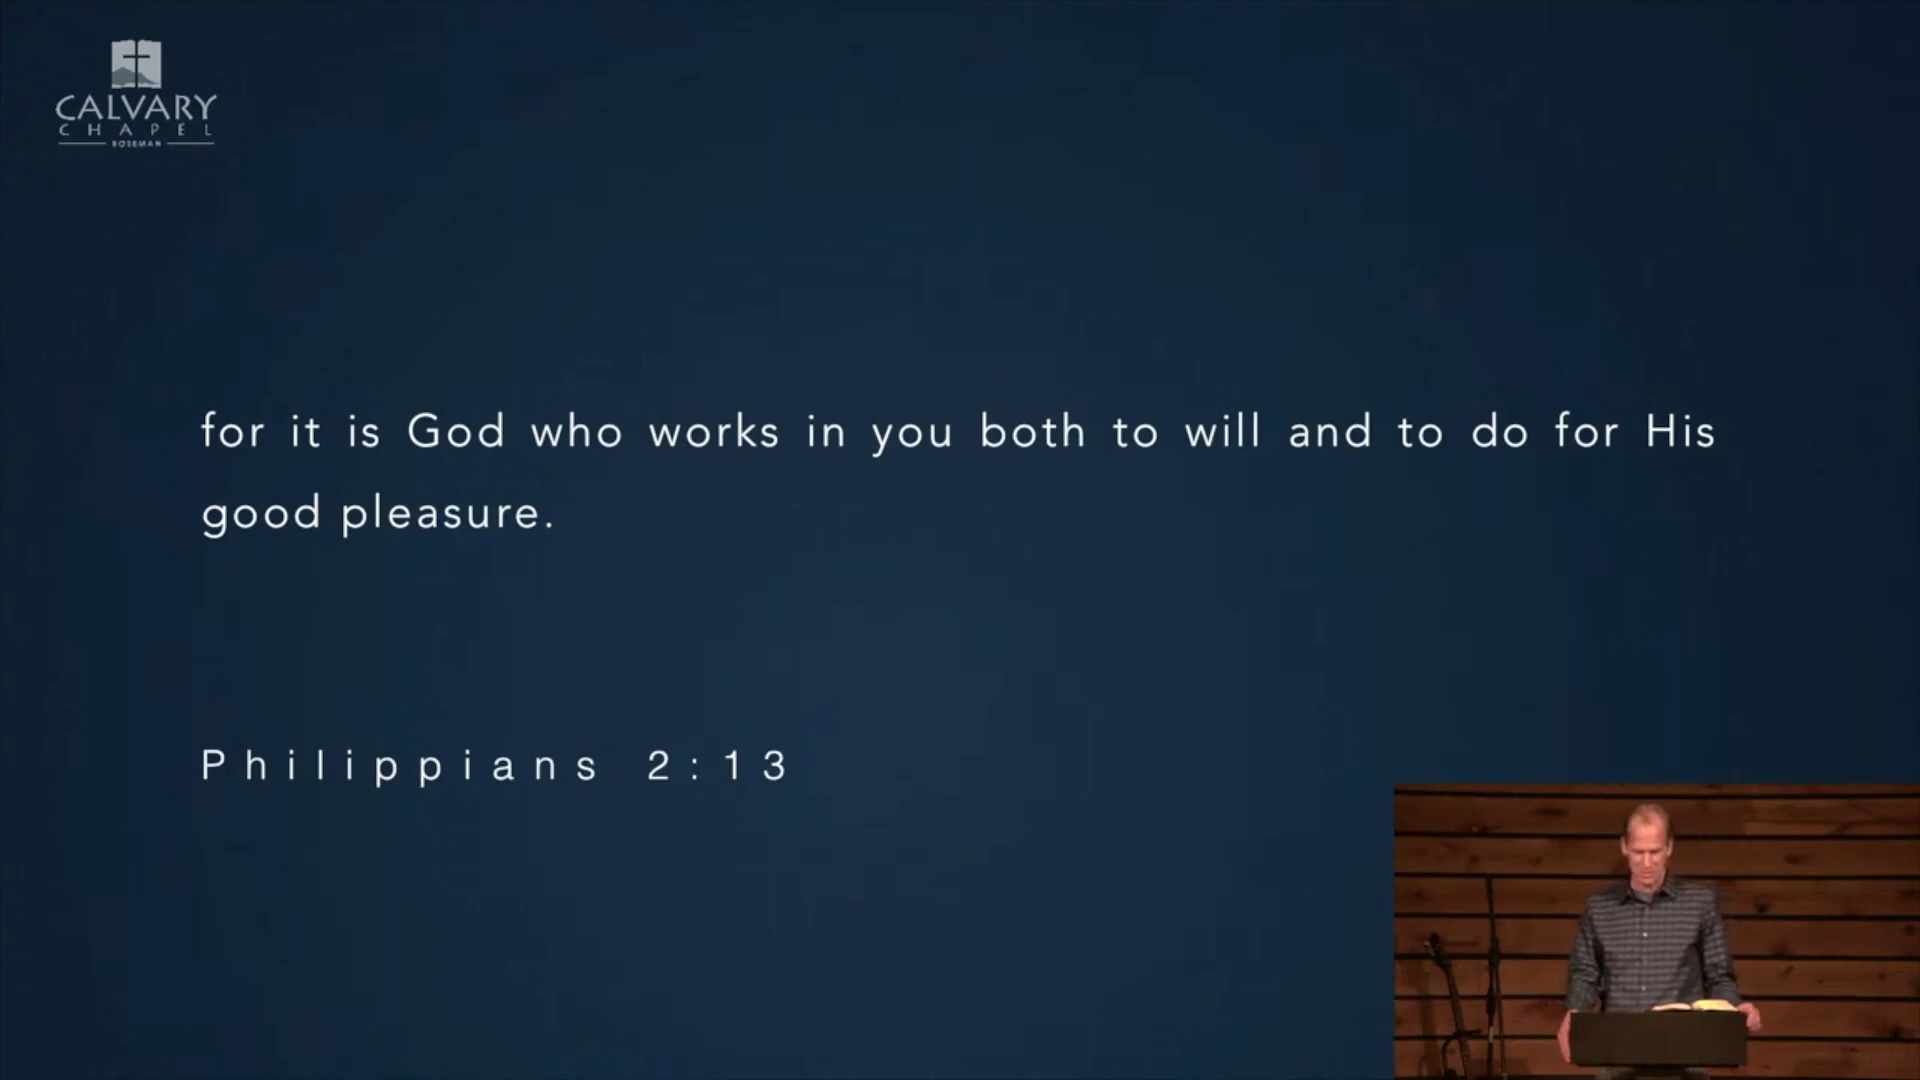 CALVARY
CHAPEL
BOZEMAN
for it is God who works in you both to will and to do for His
good pleasure.
Philippians 2:13